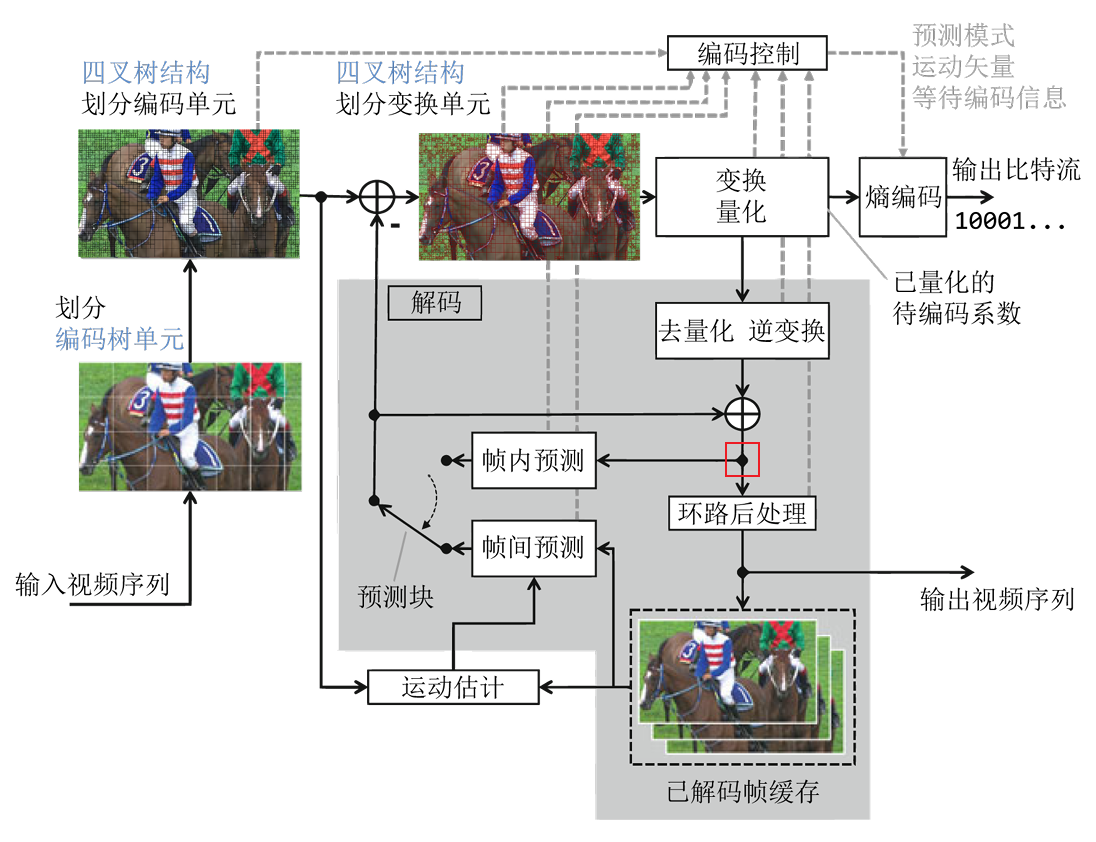 编码控制
预测模式
运动矢量
等待编码信息
四叉树结构
划分编码单元
四叉树结构
划分变换单元
3
3
变换
量化
熵编码
输出比特流
10001...
-
已量化的
待编码系数
解码
去量化 逆变换
划分
编码树单元
3
帧内预测
环路后处理
帧间预测
预测块
输入视频序列
输出视频序列
运动估计
3
已解码帧缓存